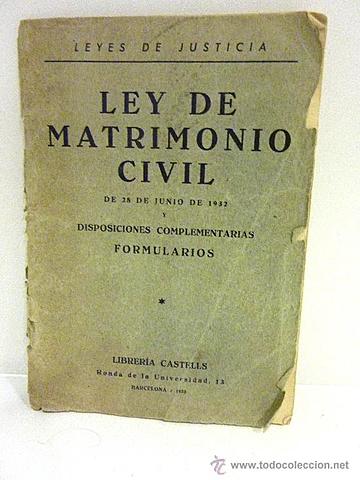 LEYES DE JUSTICIA
LEY DE
MATRIMONIO
CIVIL
DE 28 DE JUNIO DE 1932
Y
DISPOSICIONES COMPLEMENTARIAS
FORMULARIOS
*
LIBRERÍA CASTELLS
Ronda de la Universidad, 13
BARCELONA
www.todocoleccion.net